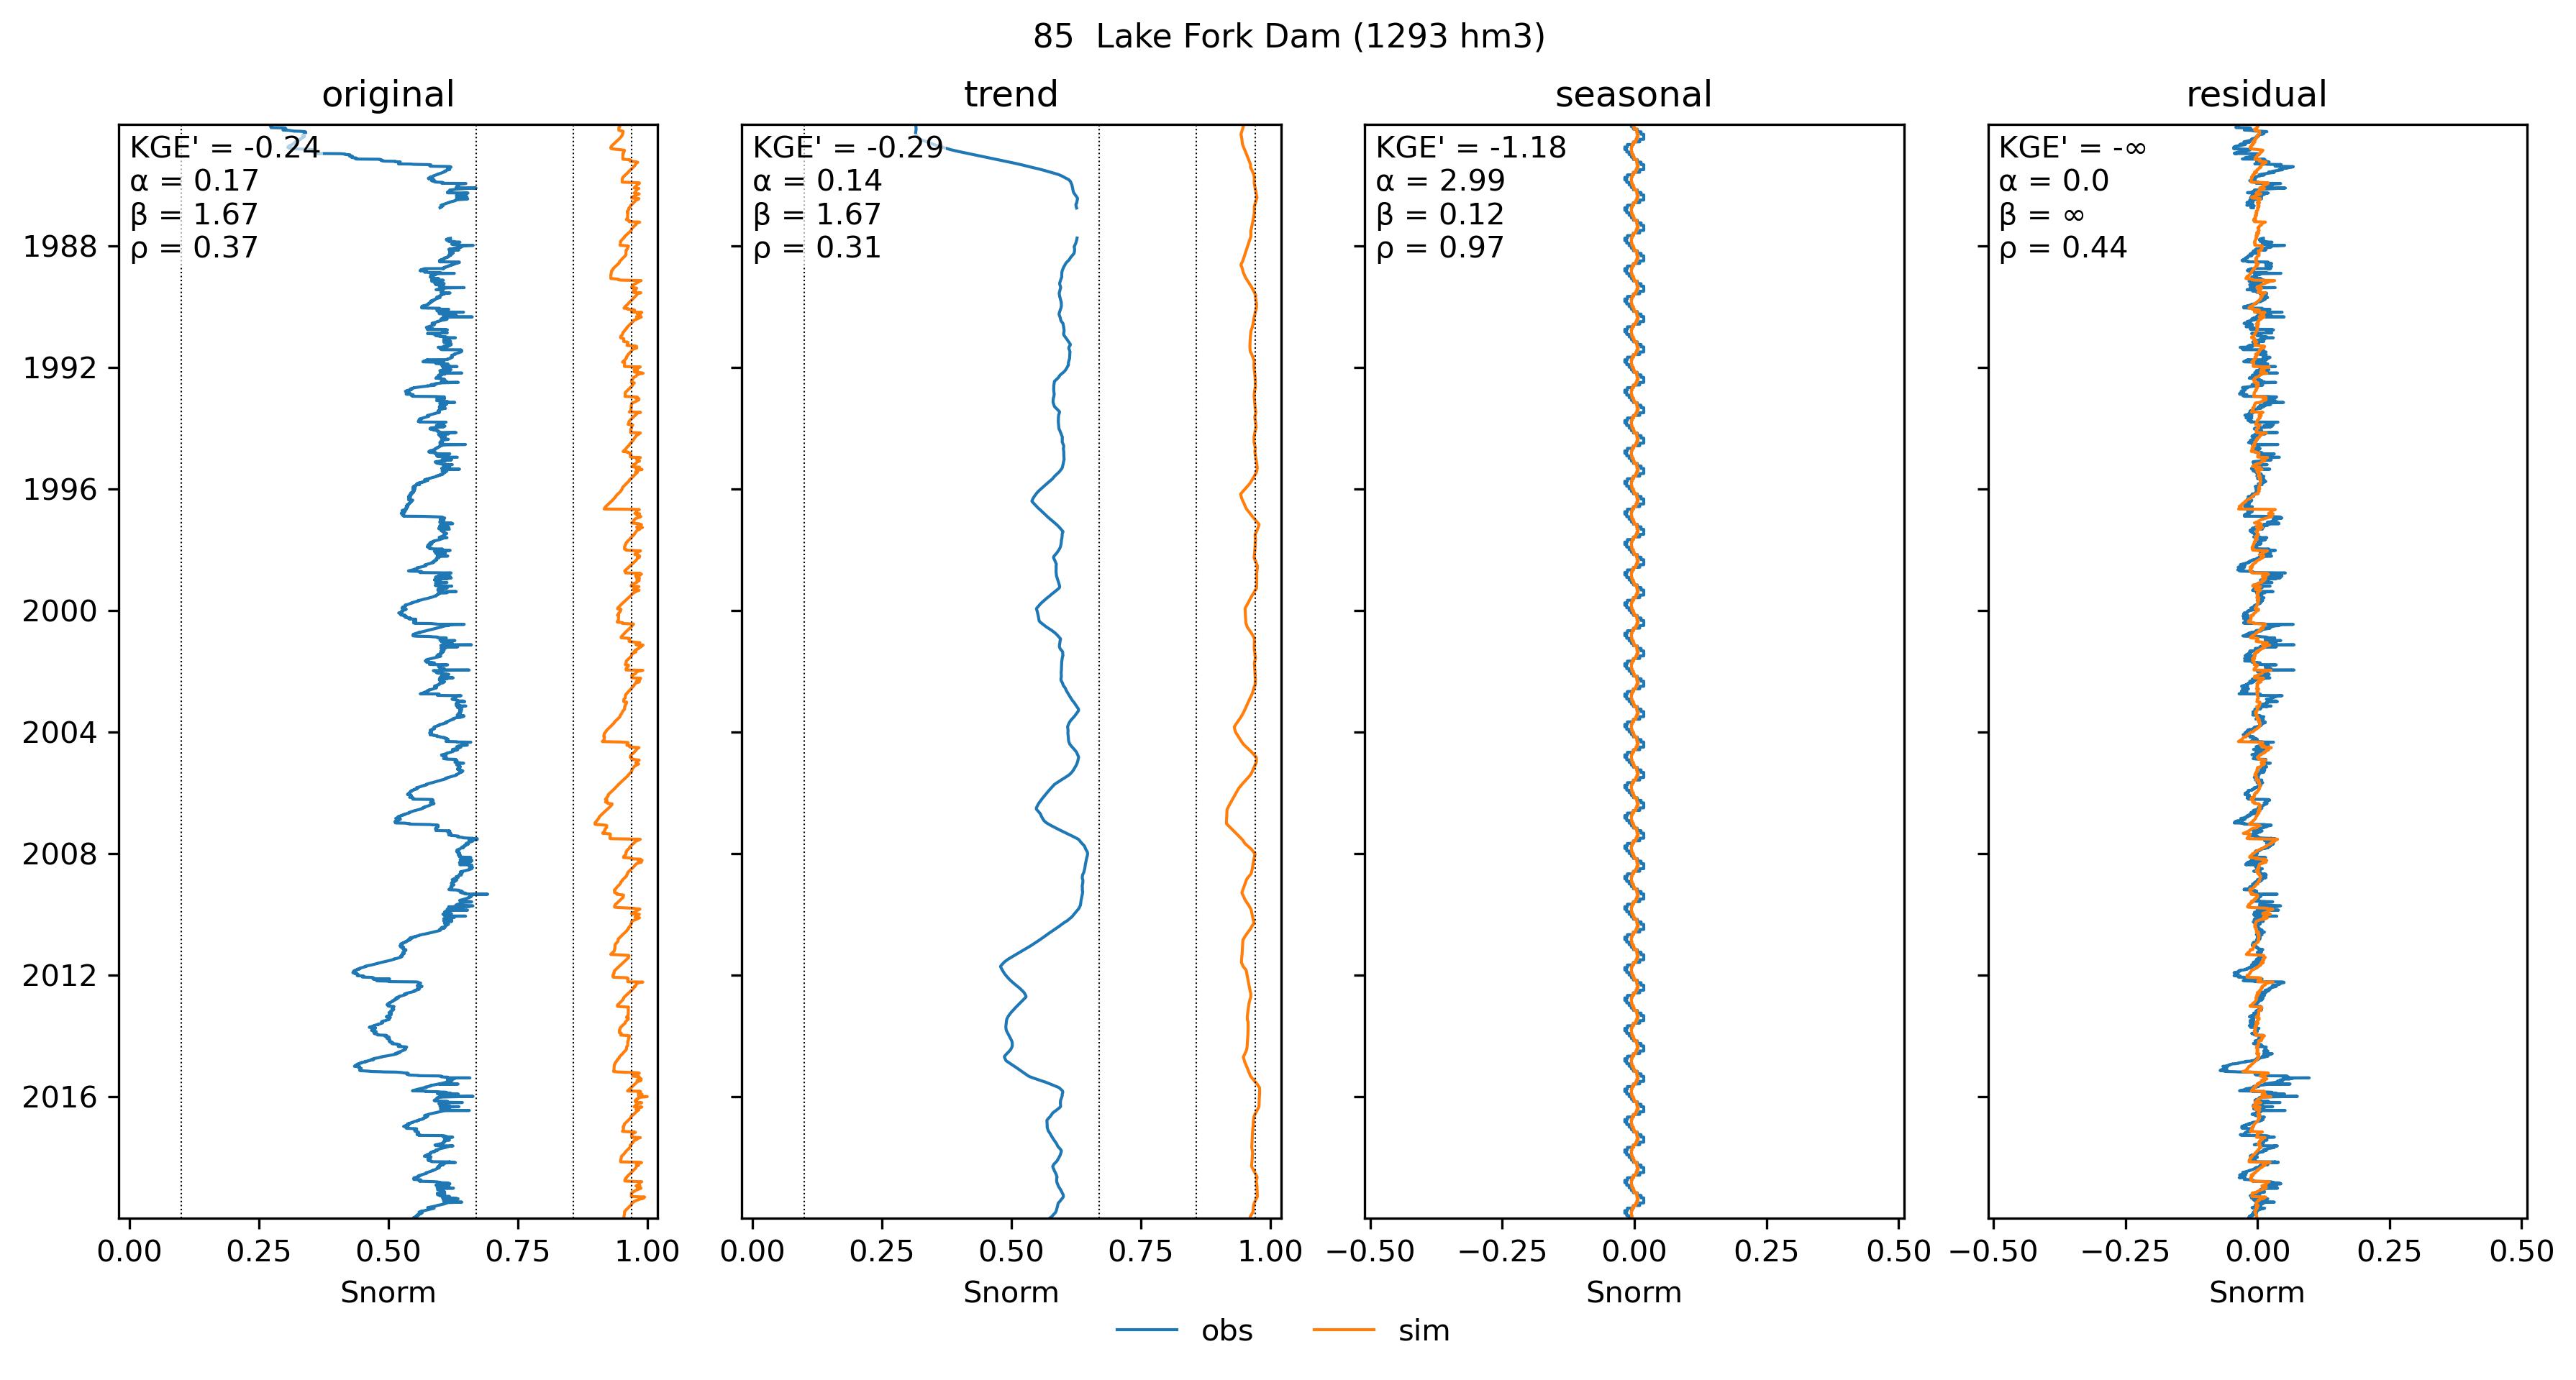 85  Lake Fork Dam (1293 hm3)
original
trend
seasonal
residual
KGE' = -0.24
α = 0.17
β = 1.67
ρ = 0.37
KGE' = -0.29
α = 0.14
β = 1.67
ρ = 0.31
KGE' = -1.18
α = 2.99
β = 0.12
ρ = 0.97
KGE' = -∞
α = 0.0
β = ∞
ρ = 0.44
1988
1992
1996
2000
2004
2008
2012
2016
0.00 0.25 0.50 0.75 1.00
0.00 0.25 0.50 0.75 1.00
−0.50 −0.25 0.00 0.25 0.50
−0.50 −0.25 0.00 0.25 0.50
Snorm
Snorm
Snorm
Snorm
obs
sim